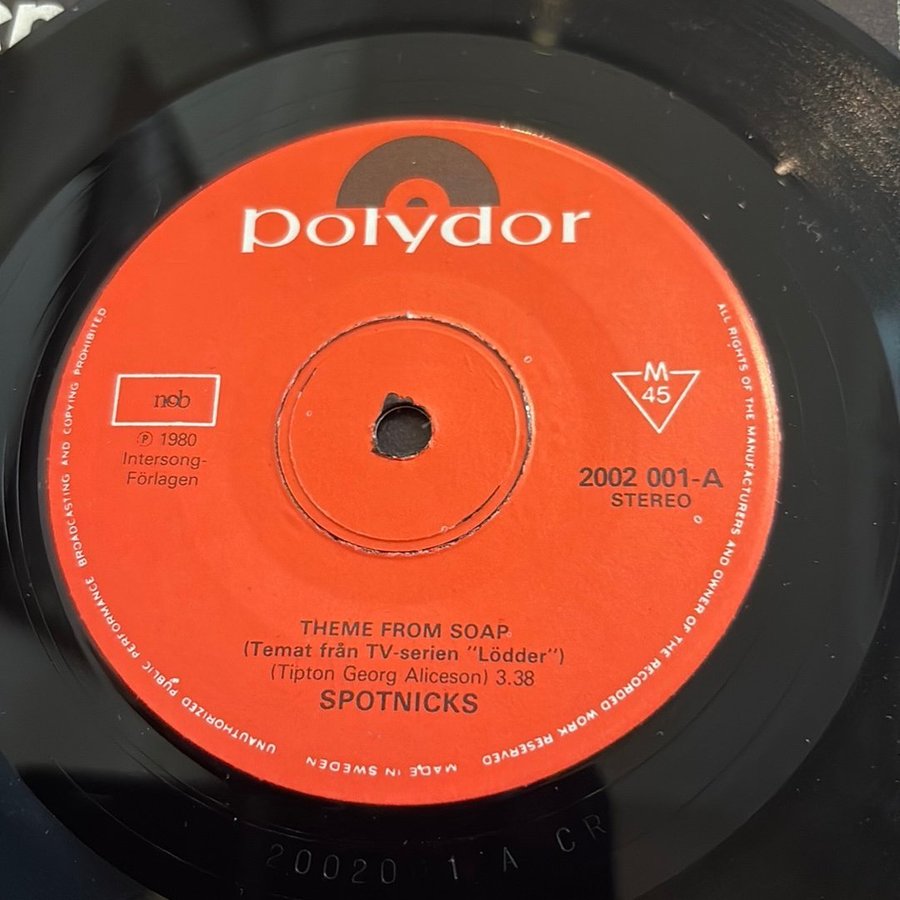 polydor
ncb
℗ 1980
Intersong-
Förlagen
M
45
2002 001-A
STEREO
THEME FROM SOAP
(Temat från TV-serien "Lödder")
(Tipton Georg Aliceson) 3.38
SPOTNICKS
ALL RIGHTS OF THE MANUFACTURERS AND OWNER OF THE RECORDED WORK RESERVED
MADE IN SWEDEN
UNAUTHORIZED PUBLIC PERFORMANCE BROADCASTING AND COPYING PROHIBITED
20020 1 A CR